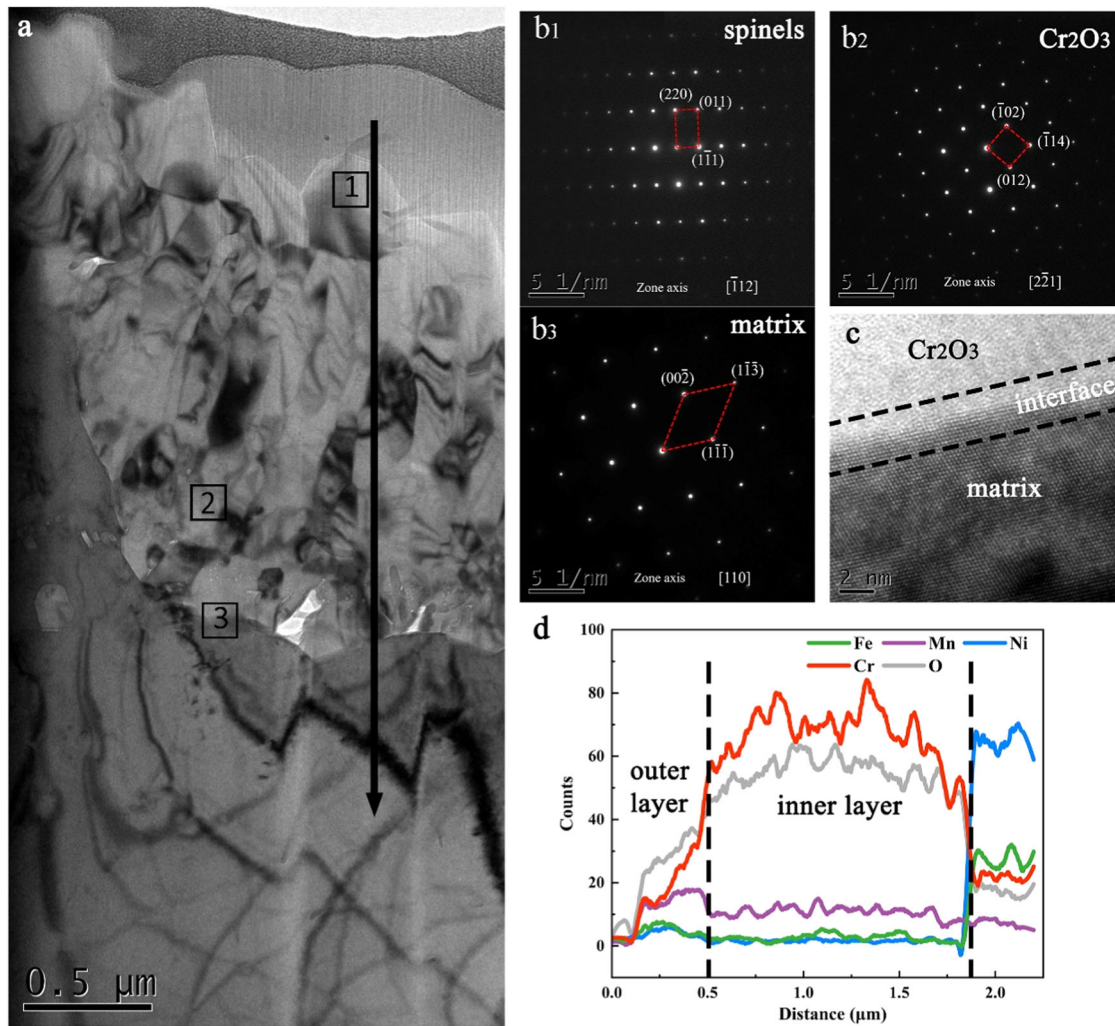 a
1
2
3
0.5 µm
b1
spinels
(220)
(011)
(1̄1̄1)
5 1/nm
Zone axis
[1̄12]
b2
Cr2O3
(1̄02)
(1̄14)
(012)
5 1/nm
Zone axis
[22̄1]
b3
matrix
(002̄)
(11̄3̄)
(11̄1̄)
5 1/nm
Zone axis
[110]
c
Cr2O3
interface
matrix
2 nm
d
Fe
Mn
Ni
Cr
O
outer
layer
inner layer
Counts
100
80
60
40
20
0
0.0
0.5
1.0
1.5
2.0
Distance (µm)